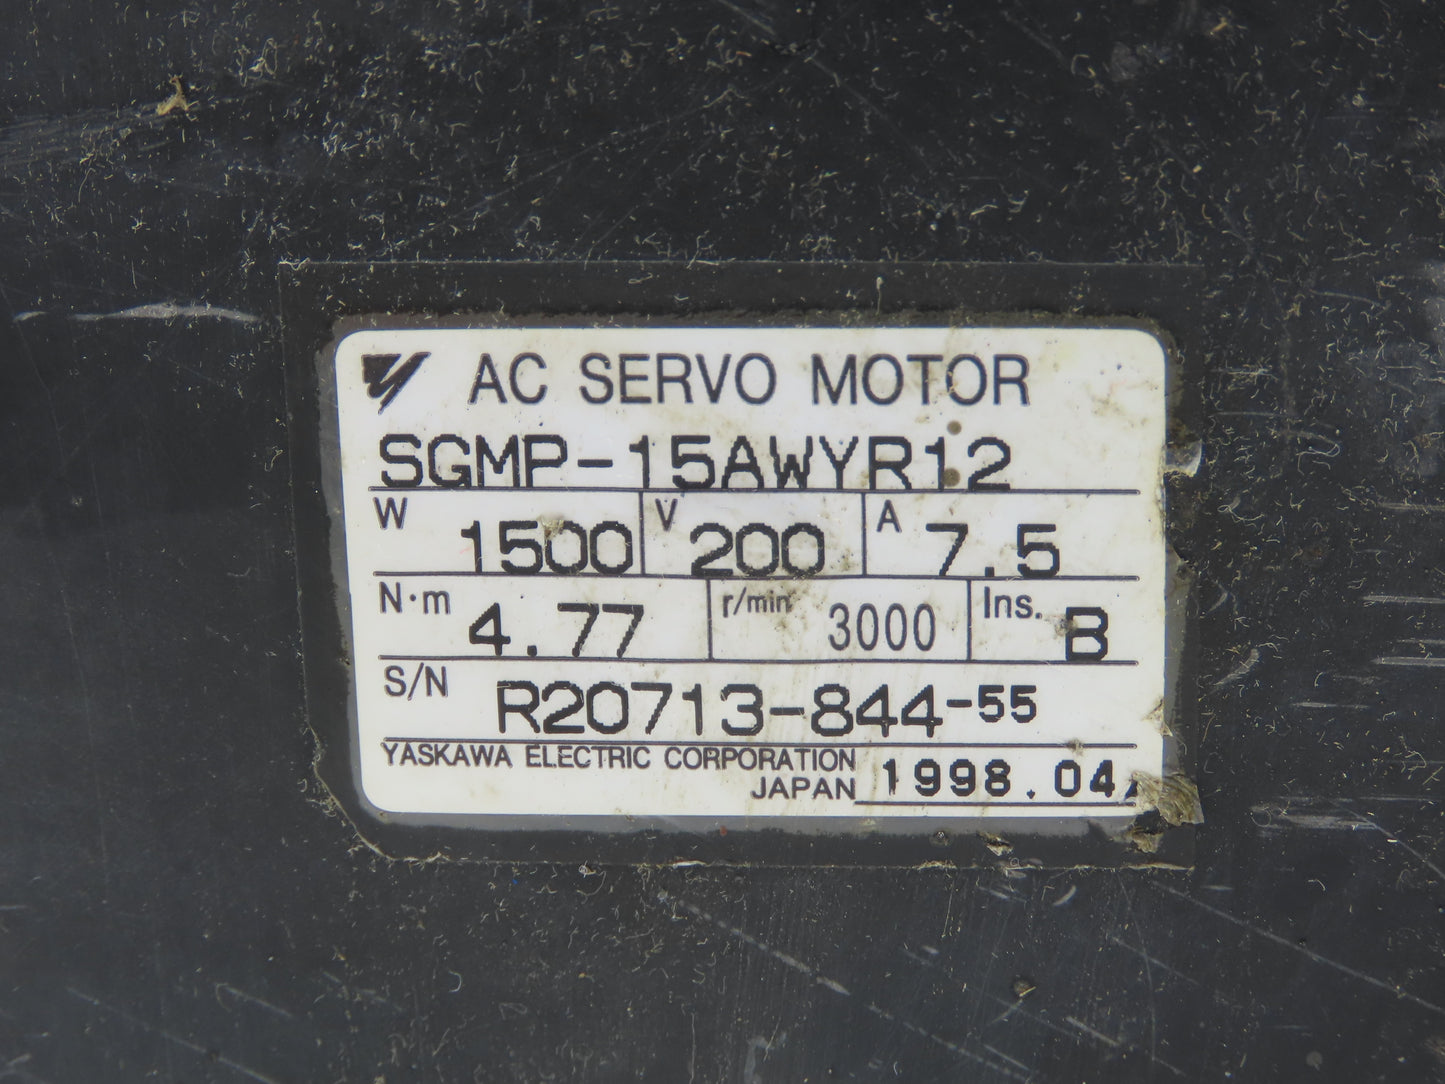 AC SERVO MOTOR
SGMP-15AWYR12
W 1500 V 200 A 7.5
N·m 4.77 r/min 3000 Ins. B
S/N R20713-844-55
YASKAWA ELECTRIC CORPORATION
JAPAN 1998.04